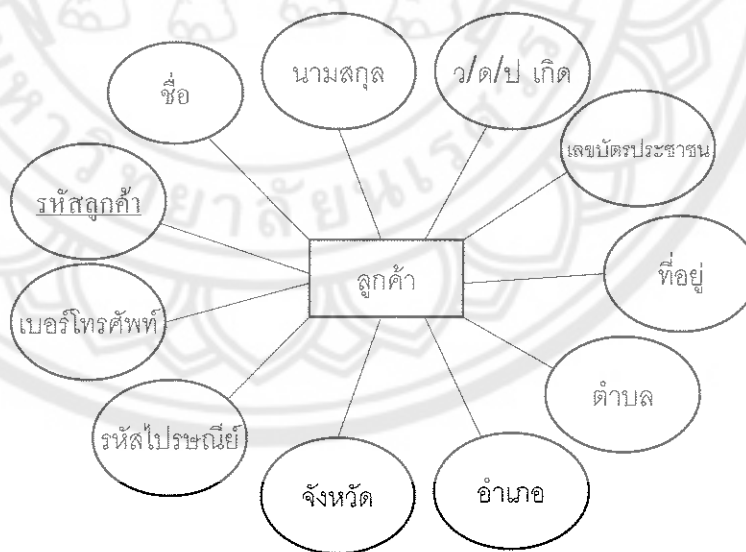 นามสกุล
ว/ด/ป เกิด
ชื่อ
เลขบัตรประชาชน
รหัสลูกค้า
ลูกค้า
ที่อยู่
เบอร์โทรศัพท์
ตำบล
รหัสไปรษณีย์
จังหวัด
อำเภอ